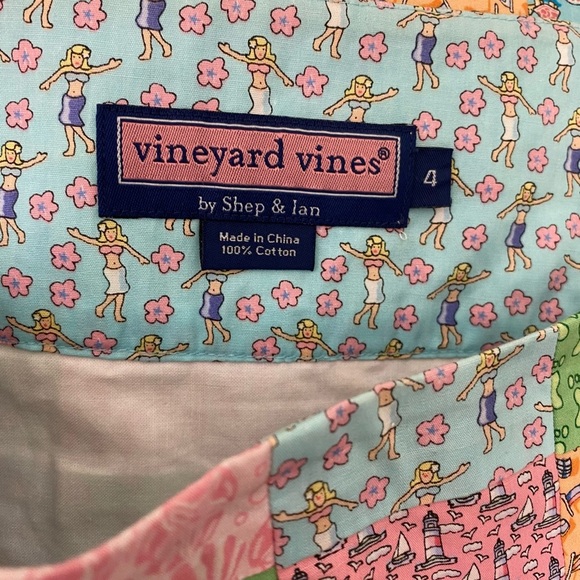 vineyard vines®
4
by Shep & Ian
Made in China
100% Cotton